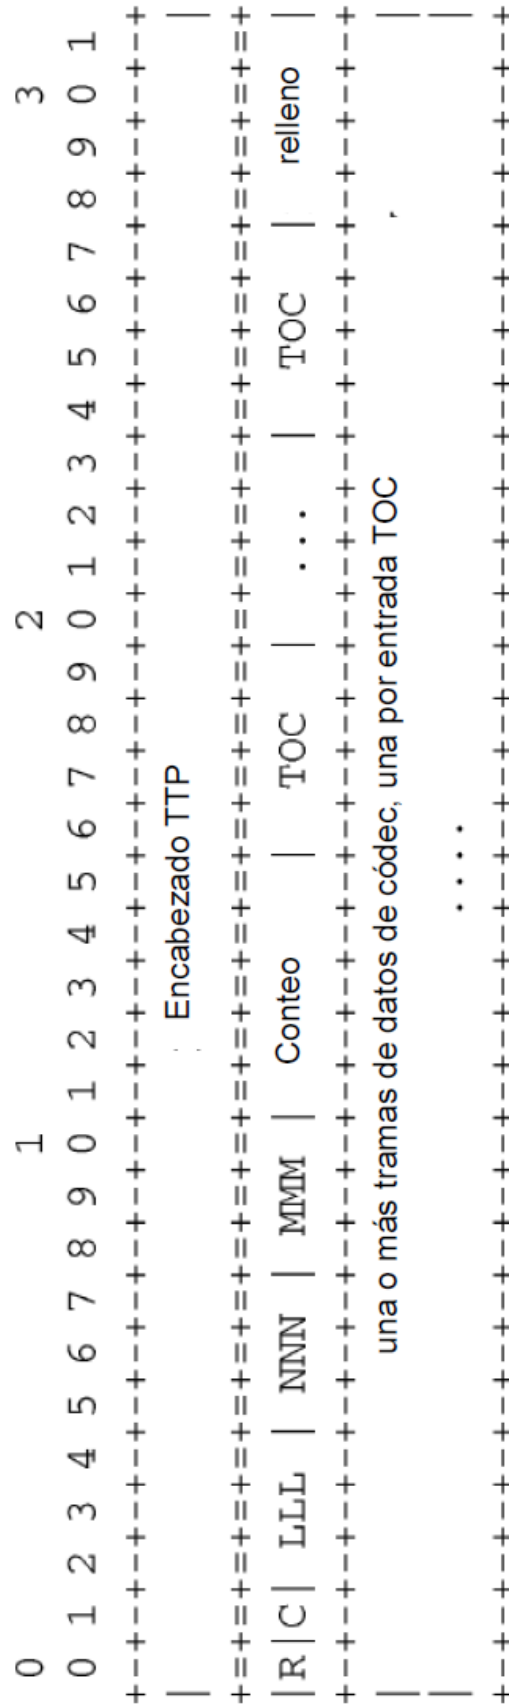 0 1 2 3
0 1 2 3 4 5 6 7 8 9 0 1 2 3 4 5 6 7 8 9 0 1 2 3 4 5 6 7 8 9 0 1
+-+-+-+-+-+-+-+-+-+-+-+-+-+-+-+-+-+-+-+-+-+-+-+-+-+-+-+-+-+-+-+-+
| Encabezado TTP |
+=+=+=+=+=+=+=+=+=+=+=+=+=+=+=+=+=+=+=+=+=+=+=+=+=+=+=+=+=+=+=+=+
|R|C| LLL | NNN | MMM | Conteo | TOC | ... | TOC | relleno |
+-+-+-+-+-+-+-+-+-+-+-+-+-+-+-+-+-+-+-+-+-+-+-+-+-+-+-+-+-+-+-+-+
| una o más tramas de datos de códec, una por entrada TOC |
| .... |
+-+-+-+-+-+-+-+-+-+-+-+-+-+-+-+-+-+-+-+-+-+-+-+-+-+-+-+-+-+-+-+-+